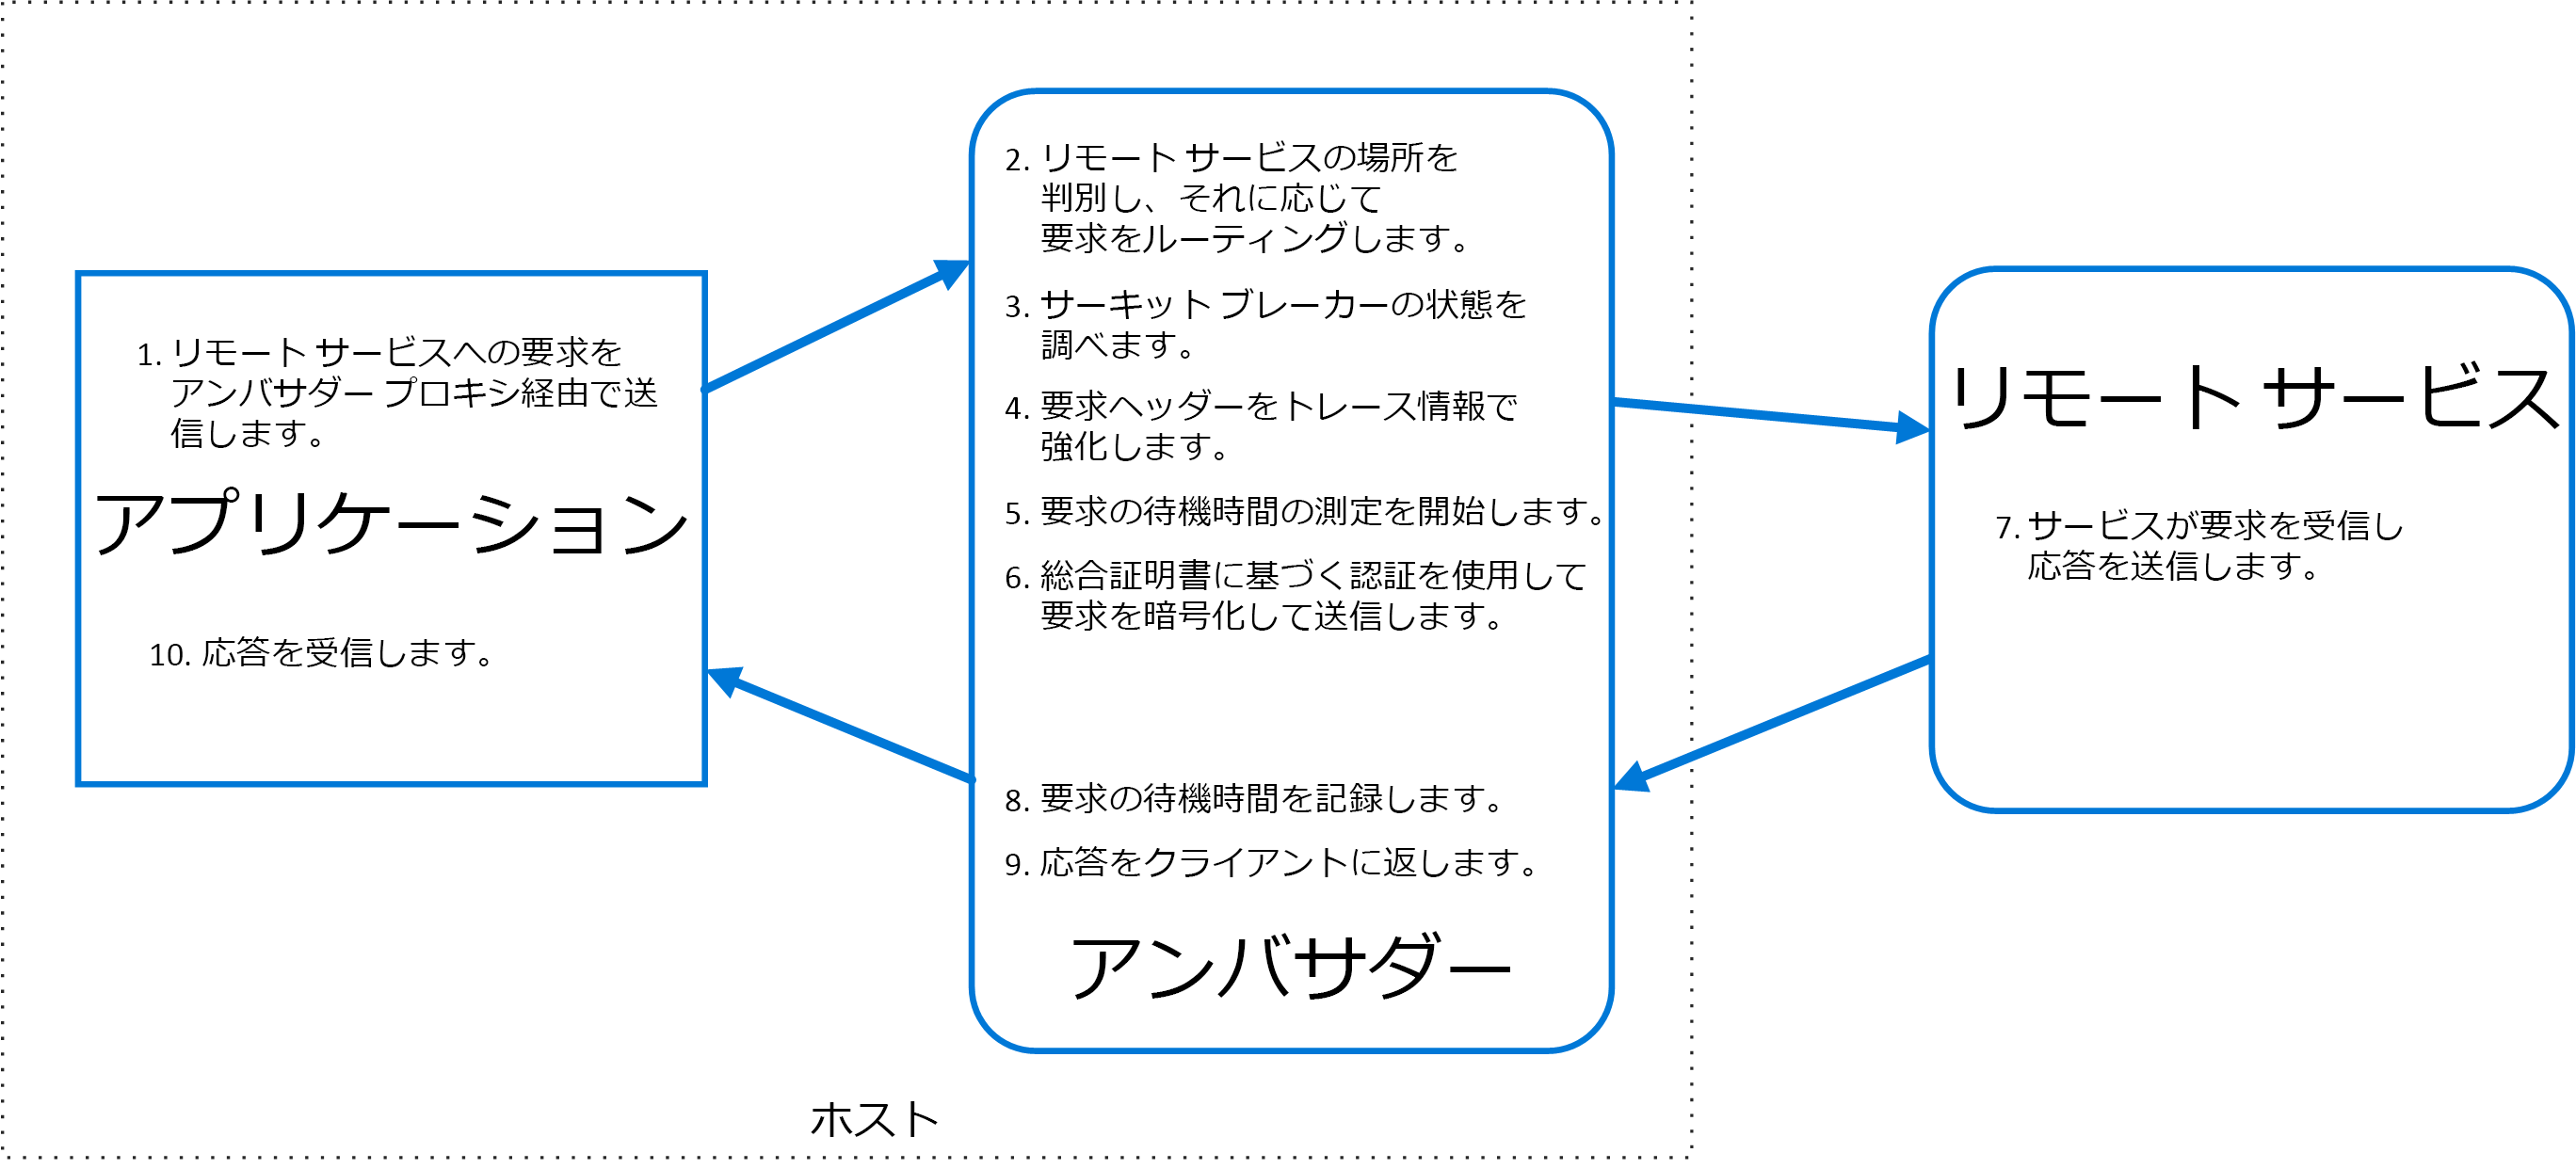 1. リモート サービスへの要求を
アンバサダー プロキシ経由で送
信します。
アプリケーション
10. 応答を受信します。
2. リモート サービスの場所を
判別し、それに応じて
要求をルーティングします。
3. サーキット ブレーカーの状態を
調べます。
4. 要求ヘッダーをトレース情報で
強化します。
5. 要求の待機時間の測定を開始します。
6. 総合証明書に基づく認証を使用して
要求を暗号化して送信します。
8. 要求の待機時間を記録します。
9. 応答をクライアントに返します。
アンバサダー
リモート サービス
7. サービスが要求を受信し
応答を送信します。
ホスト